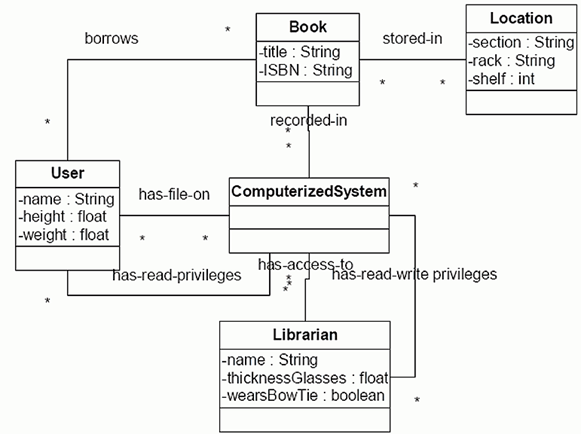 Book
-title : String
-ISBN : String
Location
-section : String
-rack : String
-shelf : int
borrows
*
stored-in
*
*
*
recorded-in
*
*
User
-name : String
-height : float
-weight : float
has-file-on
*
*
ComputerizedSystem
*
has-read-privileges
*
has-access-to
*
*
*
has-read-write privileges
Librarian
-name : String
-thicknessGlasses : float
-wearsBowTie : boolean
*